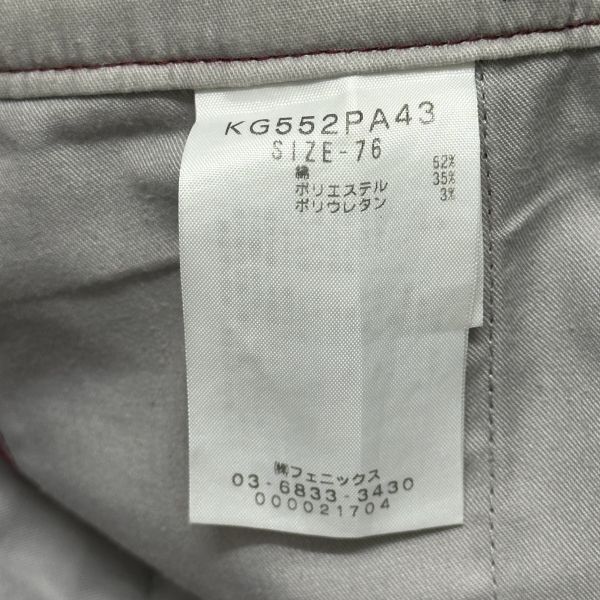 KG552PA43
SIZE-76
綿 62%
ポリエステル 35%
ポリウレタン 3%
㈱フェニックス
03-6833-3430
000021704